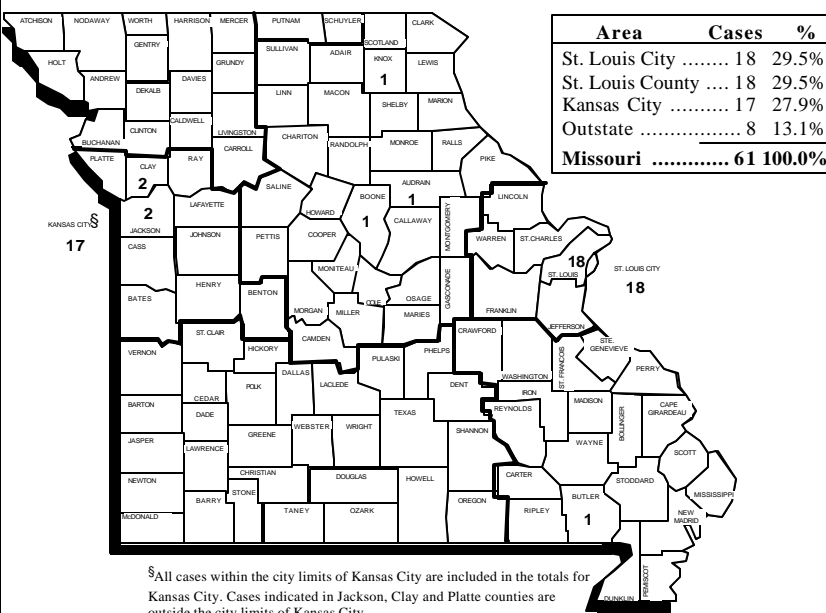 ATCHISON NODAWAY WORTH HARRISON MERCER PUTNAM SCHUYLER CLARK
SCOTLAND
GENTRY SULLIVAN ADAIR KNOX LEWIS
HOLT GRUNDY 1
ANDREW DAVIES
DEKALB LINN MACON
SHELBY MARION
CALDWELL
CLINTON LIVINGSTON CHARITON
BUCHANAN CARROLL RANDOLPH MONROE RALLS
PLATTE RAY PIKE
CLAY
2 SALINE AUDRAIN
BOONE 1 LINCOLN
2 LAFAYETTE HOWARD
KANSAS CITY§ JACKSON 1 CALLAWAY MONTGOMERY
17 CASS JOHNSON PETTIS COOPER WARREN ST.CHARLES
18
MONITEAU ST. LOUIS ST. LOUIS CITY
18
BATES HENRY BENTON COLE OSAGE GASCONADE
MORGAN MILLER MARIES FRANKLIN
JEFFERSON
ST. CLAIR CAMDEN CRAWFORD
VERNON HICKORY PULASKI PHELPS STE.
GENEVIEVE
DALLAS LACLEDE DENT WASHINGTON ST. FRANCOIS PERRY
POLK IRON
CEDAR REYNOLDS MADISON CAPE
GIRARDEAU
BARTON DADE TEXAS BOLLINGER
GREENE WEBSTER WRIGHT SHANNON
JASPER LAWRENCE WAYNE SCOTT
CHRISTIAN DOUGLAS HOWELL CARTER STODDARD
NEWTON STONE BUTLER MISSISSIPPI
BARRY TANEY OZARK OREGON RIPLEY 1 NEW
MADRID
McDONALD
DUNKLIN PEMISCOT
Area Cases %
St. Louis City ........ 18 29.5%
St. Louis County .... 18 29.5%
Kansas City .......... 17 27.9%
Outstate ................ 8 13.1%
Missouri ............. 61 100.0%
§All cases within the city limits of Kansas City are included in the totals for
Kansas City. Cases indicated in Jackson, Clay and Platte counties are
outside the city limits of Kansas City.